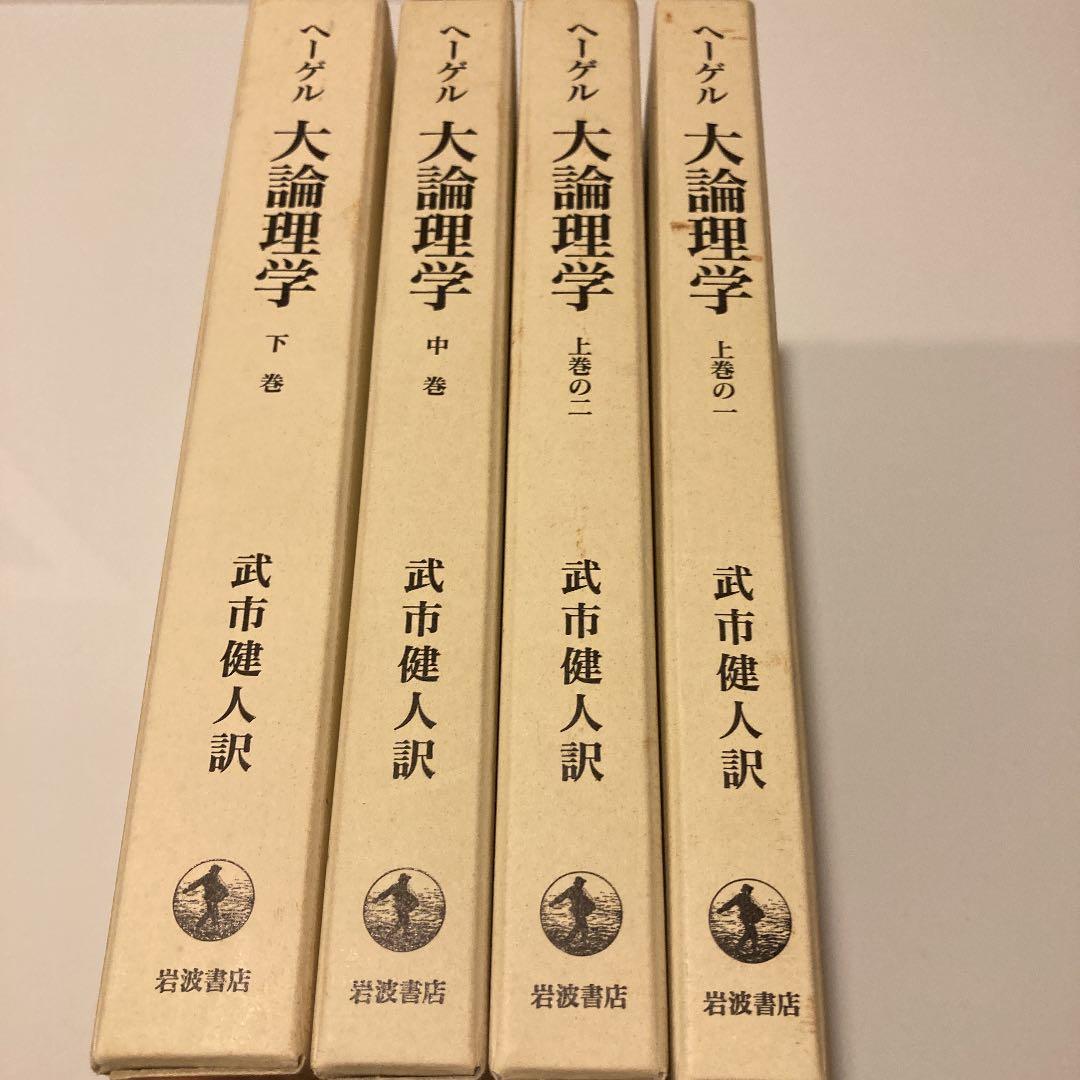 ヘーゲル
大論理学
上巻の一
武市健人訳
岩波書店
ヘーゲル
大論理学
上巻の二
武市健人訳
岩波書店
ヘーゲル
大論理学
中巻
武市健人訳
岩波書店
ヘーゲル
大論理学
下巻
武市健人訳
岩波書店